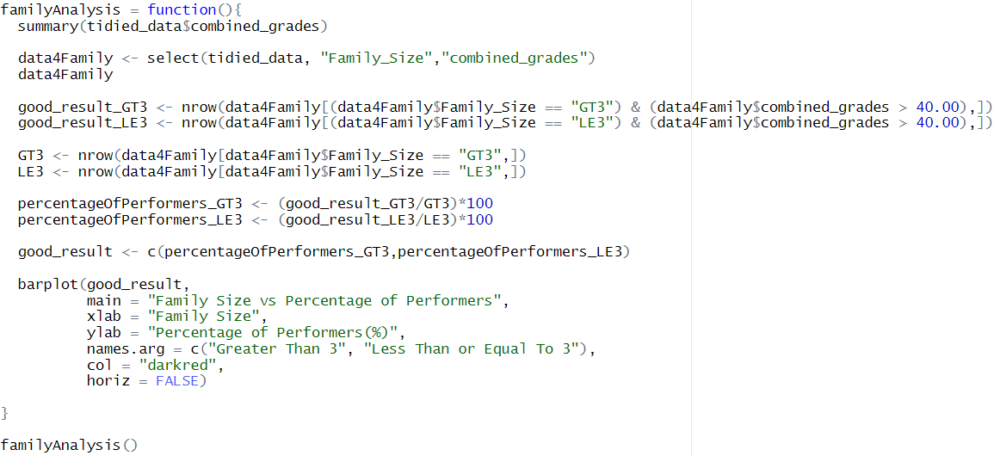 familyAnalysis = function(){
  summary(tidied_data$combined_grades)

  data4Family <- select(tidied_data, "Family_Size","combined_grades")
  data4Family

  good_result_GT3 <- nrow(data4Family[(data4Family$Family_Size == "GT3") & (data4Family$combined_grades > 40.00),])
  good_result_LE3 <- nrow(data4Family[(data4Family$Family_Size == "LE3") & (data4Family$combined_grades > 40.00),])

  GT3 <- nrow(data4Family[data4Family$Family_Size == "GT3",])
  LE3 <- nrow(data4Family[data4Family$Family_Size == "LE3",])

  percentageOfPerformers_GT3 <- (good_result_GT3/GT3)*100
  percentageOfPerformers_LE3 <- (good_result_LE3/LE3)*100

  good_result <- c(percentageOfPerformers_GT3,percentageOfPerformers_LE3)

  barplot(good_result,
          main = "Family Size vs Percentage of Performers",
          xlab = "Family Size",
          ylab = "Percentage of Performers(%)",
          names.arg = c("Greater Than 3", "Less Than or Equal To 3"),
          col = "darkred",
          horiz = FALSE)

}

familyAnalysis()